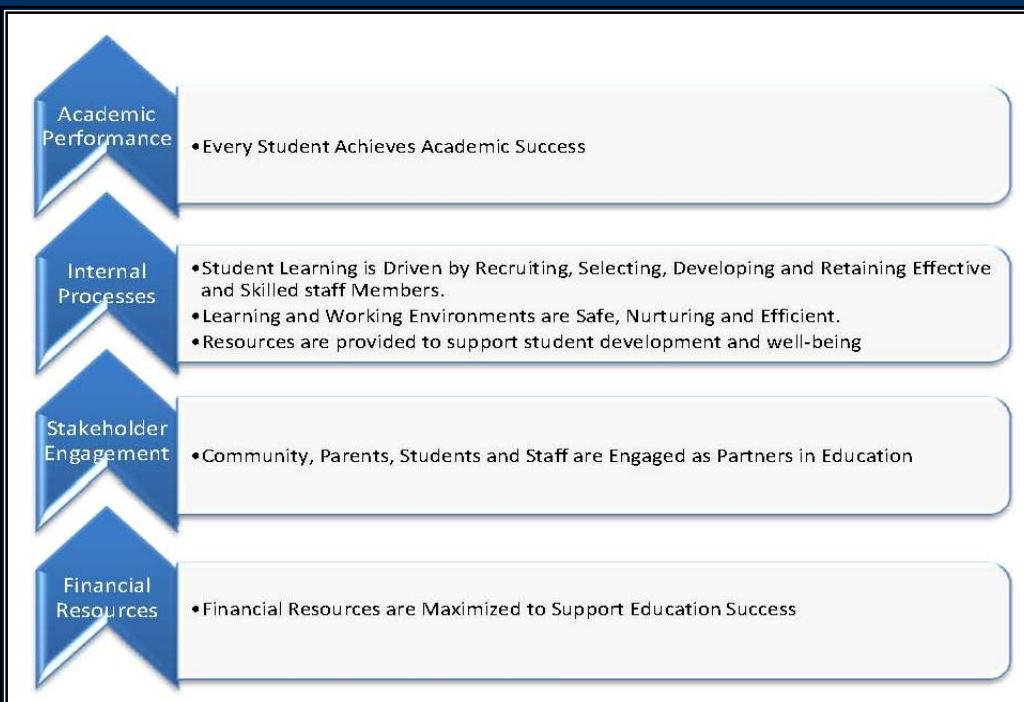 Academic
Performance
•Every Student Achieves Academic Success
Internal
Processes
•Student Learning is Driven by Recruiting, Selecting, Developing and Retaining Effective
and Skilled staff Members.
•Learning and Working Environments are Safe, Nurturing and Efficient.
•Resources are provided to support student development and well-being
Stakeholder
Engagement
•Community, Parents, Students and Staff are Engaged as Partners in Education
Financial
Resources
•Financial Resources are Maximized to Support Education Success